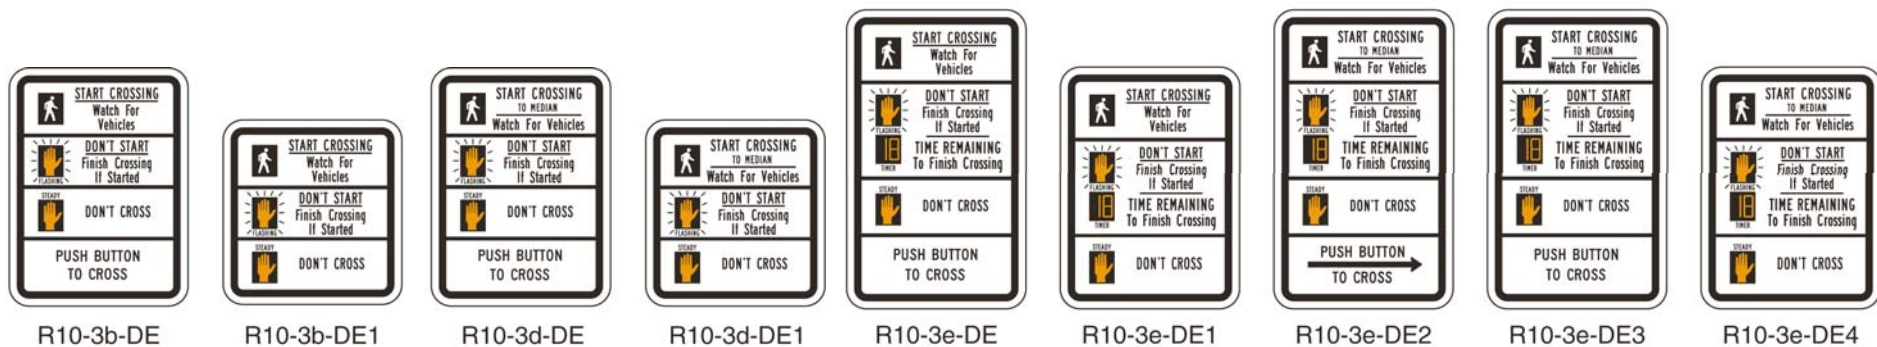 START CROSSING
Watch For
Vehicles
DON'T START
Finish Crossing
If Started
FLASHING
STEADY
DON'T CROSS
PUSH BUTTON
TO CROSS
R10-3b-DE
START CROSSING
Watch For
Vehicles
DON'T START
Finish Crossing
If Started
FLASHING
STEADY
DON'T CROSS
R10-3b-DE1
START CROSSING
TO MEDIAN
Watch For Vehicles
DON'T START
Finish Crossing
If Started
FLASHING
STEADY
DON'T CROSS
PUSH BUTTON
TO CROSS
R10-3d-DE
START CROSSING
TO MEDIAN
Watch For Vehicles
DON'T START
Finish Crossing
If Started
FLASHING
STEADY
DON'T CROSS
R10-3d-DE1
START CROSSING
Watch For
Vehicles
DON'T START
Finish Crossing
If Started
FLASHING
18 TIME REMAINING
To Finish Crossing
TIMER
STEADY
DON'T CROSS
PUSH BUTTON
TO CROSS
R10-3e-DE
START CROSSING
Watch For
Vehicles
DON'T START
Finish Crossing
If Started
FLASHING
18 TIME REMAINING
To Finish Crossing
TIMER
STEADY
DON'T CROSS
R10-3e-DE1
START CROSSING
TO MEDIAN
Watch For Vehicles
DON'T START
Finish Crossing
If Started
FLASHING
18 TIME REMAINING
To Finish Crossing
TIMER
STEADY
DON'T CROSS
PUSH BUTTON
TO CROSS
R10-3e-DE2
START CROSSING
TO MEDIAN
Watch For Vehicles
DON'T START
Finish Crossing
If Started
FLASHING
18 TIME REMAINING
To Finish Crossing
TIMER
STEADY
DON'T CROSS
PUSH BUTTON
TO CROSS
R10-3e-DE3
START CROSSING
TO MEDIAN
Watch For Vehicles
DON'T START
Finish Crossing
If Started
FLASHING
18 TIME REMAINING
To Finish Crossing
TIMER
STEADY
DON'T CROSS
R10-3e-DE4